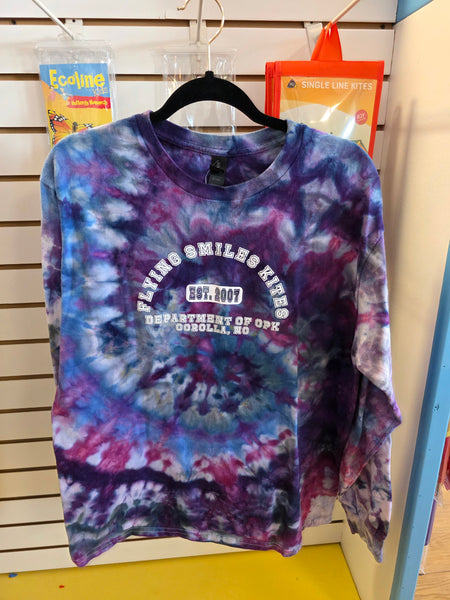 Ecoline
SINGLE LINE KITES
FLYING SMILES KITES
EST. 2007
DEPARTMENT OF OPK
COROLLA, NC